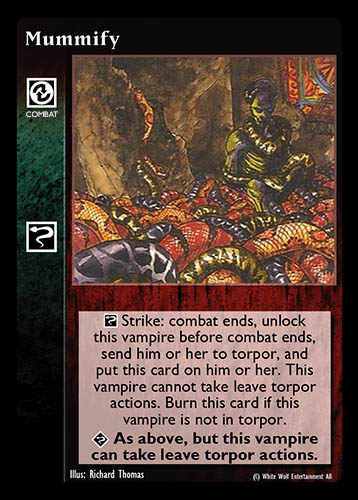 Mummify
COMBAT
Strike: combat ends, unlock
this vampire before combat ends,
send him or her to torpor, and
put this card on him or her. This
vampire cannot take leave torpor
actions. Burn this card if this
vampire is not in torpor.
As above, but this vampire
can take leave torpor actions.
Illus: Richard Thomas
(C) White Wolf Entertainment AB